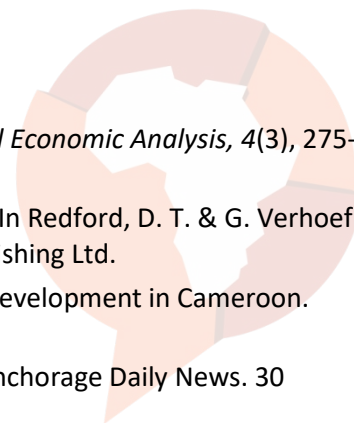 Economic Analysis, 4(3), 275-
In Redford, D. T. & G. Verhoef
shing Ltd.
evelopment in Cameroon.
nchorage Daily News. 30